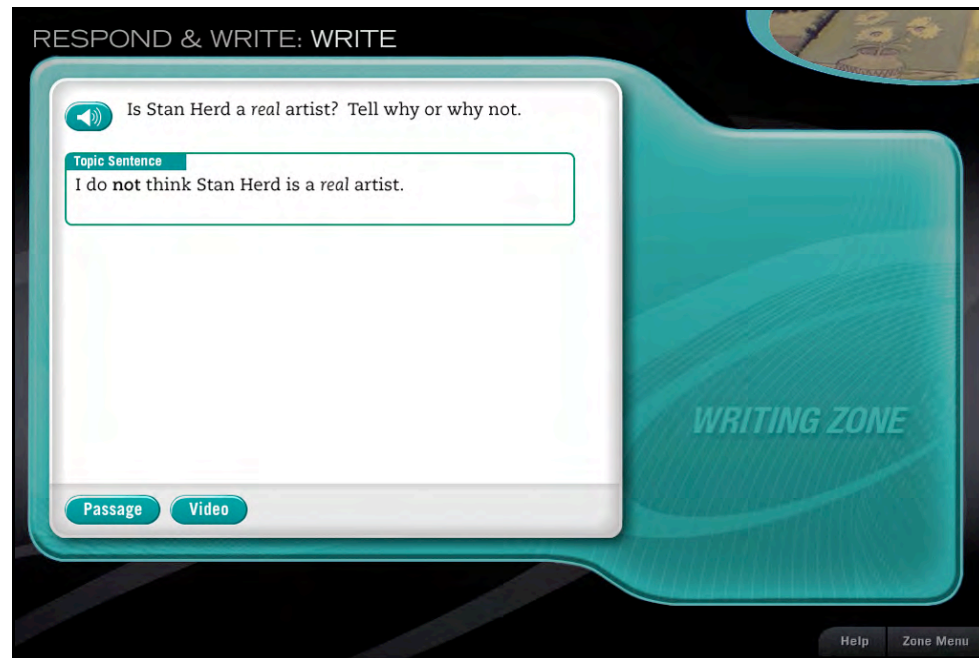 RESPOND & WRITE: WRITE
Is Stan Herd a real artist? Tell why or why not.
Topic Sentence
I do not think Stan Herd is a real artist.
WRITING ZONE
Passage Video
Help Zone Menu